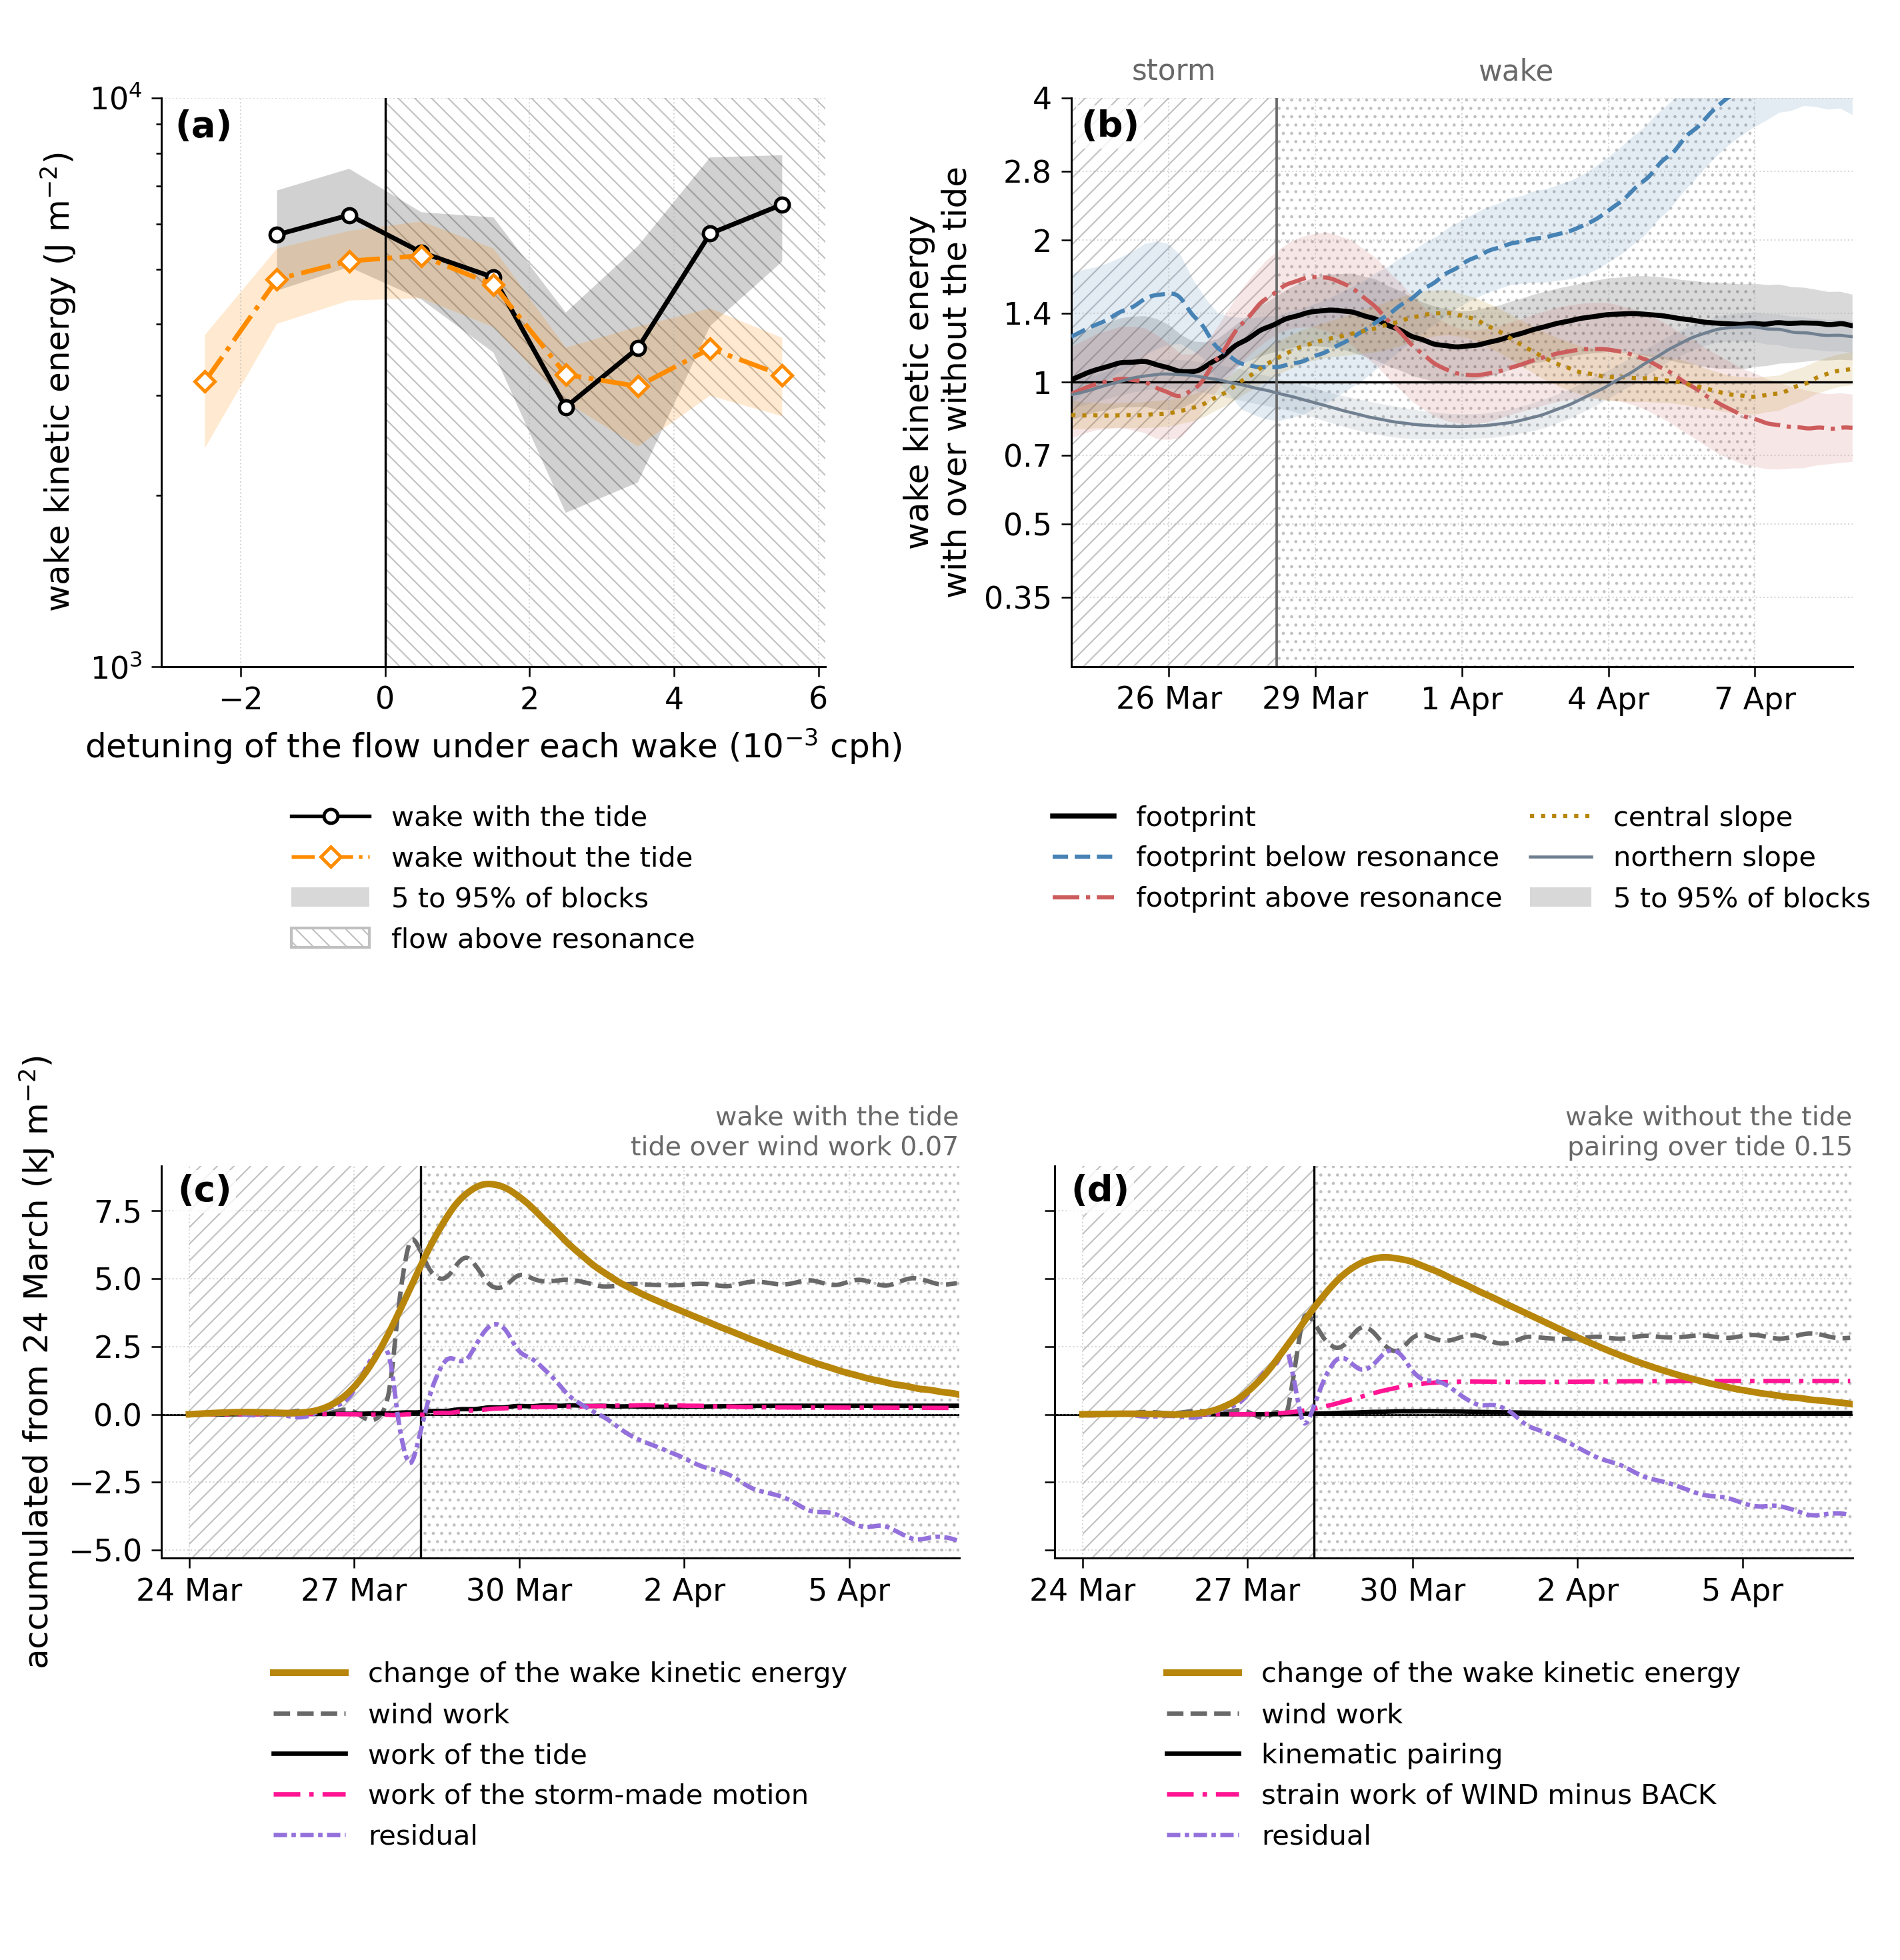 storm
wake
(a)
10⁴
10³
wake kinetic energy (J m⁻²)
−2
0
2
4
6
detuning of the flow under each wake (10⁻³ cph)
wake with the tide
wake without the tide
5 to 95% of blocks
flow above resonance
(b)
4
2.8
2
1.4
1
0.7
0.5
0.35
wake kinetic energy
with over without the tide
26 Mar
29 Mar
1 Apr
4 Apr
7 Apr
footprint
footprint below resonance
footprint above resonance
central slope
northern slope
5 to 95% of blocks
wake with the tide
tide over wind work 0.07
(c)
accumulated from 24 March (kJ m⁻²)
7.5
5.0
2.5
0.0
−2.5
−5.0
24 Mar
27 Mar
30 Mar
2 Apr
5 Apr
change of the wake kinetic energy
wind work
work of the tide
work of the storm-made motion
residual
wake without the tide
pairing over tide 0.15
(d)
24 Mar
27 Mar
30 Mar
2 Apr
5 Apr
change of the wake kinetic energy
wind work
kinematic pairing
strain work of WIND minus BACK
residual